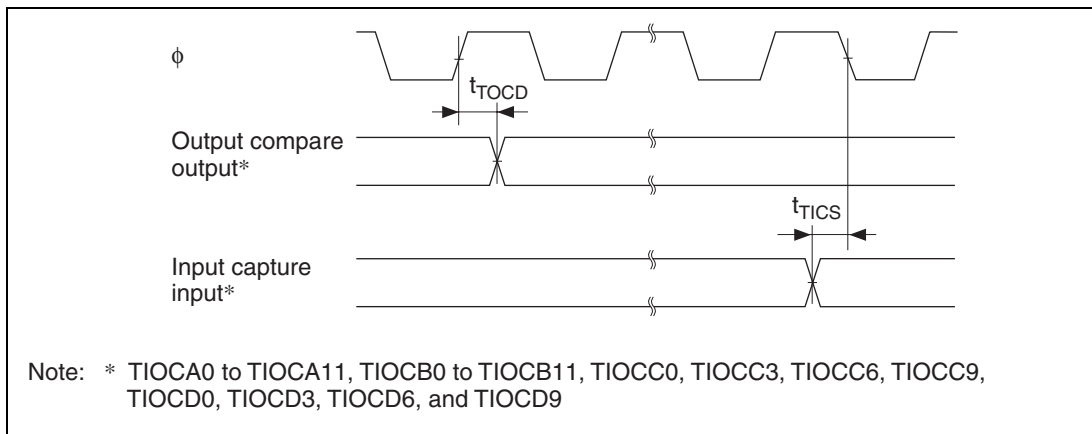 ϕ
tTOCD
Output compare
output*
tTICS
Input capture
input*
Note: * TIOCA0 to TIOCA11, TIOCB0 to TIOCB11, TIOCC0, TIOCC3, TIOCC6, TIOCC9,
TIOCD0, TIOCD3, TIOCD6, and TIOCD9